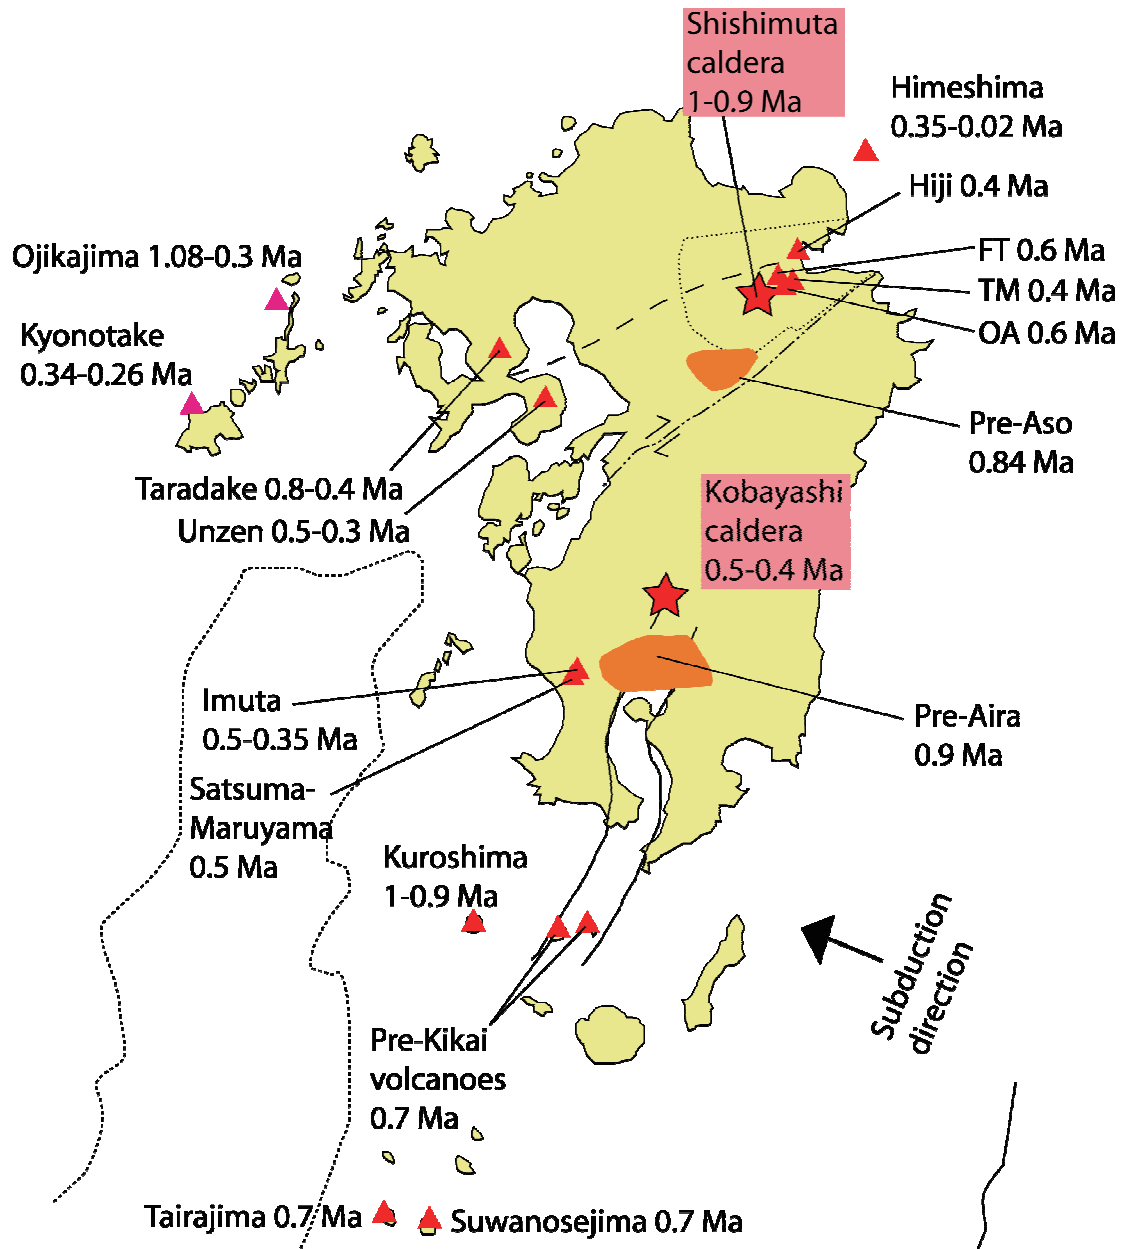 Shishimuta
caldera
1-0.9 Ma
Himeshima
0.35-0.02 Ma
Hiji 0.4 Ma
Ojikajima 1.08-0.3 Ma
FT 0.6 Ma
TM 0.4 Ma
OA 0.6 Ma
Kyonotake
0.34-0.26 Ma
Pre-Aso
0.84 Ma
Taradake 0.8-0.4 Ma
Unzen 0.5-0.3 Ma
Kobayashi
caldera
0.5-0.4 Ma
Imuta
0.5-0.35 Ma
Pre-Aira
0.9 Ma
Satsuma-
Maruyama
0.5 Ma
Kuroshima
1-0.9 Ma
Subduction
direction
Pre-Kikai
volcanoes
0.7 Ma
Tairajima 0.7 Ma
Suwanosejima 0.7 Ma